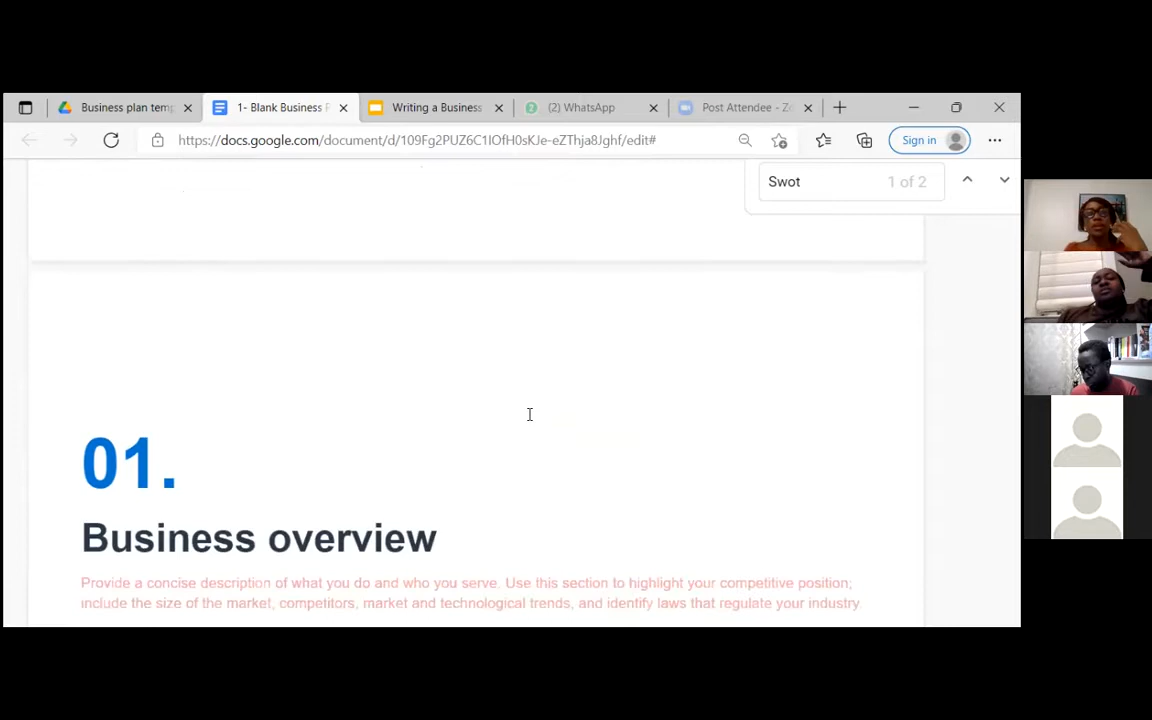 Business plan temp
1- Blank Business P
Writing a Business
(2) WhatsApp
Post Attendee - Zo
https://docs.google.com/document/d/109Fg2PUZ6C1IOfH0sKJe-eZThja8Jghf/edit#
Sign in
Swot 1 of 2
01.
Business overview
Provide a concise description of what you do and who you serve. Use this section to highlight your competitive position;
include the size of the market, competitors, market and technological trends, and identify laws that regulate your industry